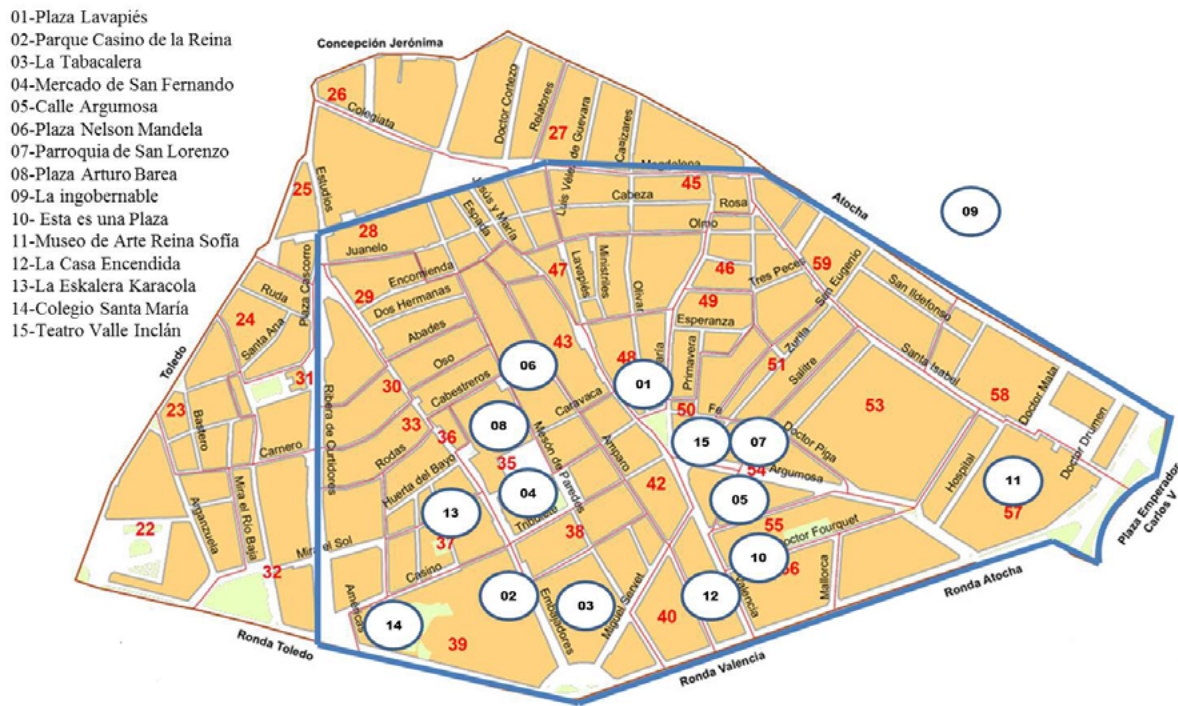 01-Plaza Lavapiés
02-Parque Casino de la Reina
03-La Tabacalera
04-Mercado de San Fernando
05-Calle Argumosa
06-Plaza Nelson Mandela
07-Parroquia de San Lorenzo
08-Plaza Arturo Barea
09-La ingobernable
10- Esta es una Plaza
11-Museo de Arte Reina Sofía
12-La Casa Encendida
13-La Eskalera Karacola
14-Colegio Santa María
15-Teatro Valle Inclán
Concepción Jerónima
26
Colegiata
Doctor Cortezo
Relatores
27
Luis Vélez de Guevara
Cañizares
Magdalena
45
25
Estudios
28
Juanelo
Jesús y María
Espada
Cabeza
Rosa
Olmo
Atocha
09
Plaza Cascorro
Encomienda
29
Dos Hermanas
47
Lavapiés
Ministriles
Olivar
46
Tres Peces
59
San Eugenio
San Ildefonso
Ruda
24
Santa Ana
Abades
Oso
43
49
Esperanza
Zurita
51
Salitre
Santa Isabel
58
Doctor Mata
Toledo
31
30
Cabestreros
06
48
01
Primavera
50
Fe
53
23
Bastero
Ribera de Curtidores
33
36
08
Caravaca
15
07
Doctor Piga
Doctor Drumen
Carnero
Rodas
35
Mesón de Paredes
Amparo
54
Argumosa
Hospital
11
57
Plaza Emperador
Carlos V
Arganzuela
Mira el Río Baja
Huerta del Bayo
04
42
05
55
22
13
Tribulete
38
Doctor Fourquet
32
Mira el Sol
37
Casino
10
Mallorca
Américas
02
Embajadores
03
Miguel Servet
12
Valencia
40
14
39
Ronda Toledo
Ronda Valencia
Ronda Atocha